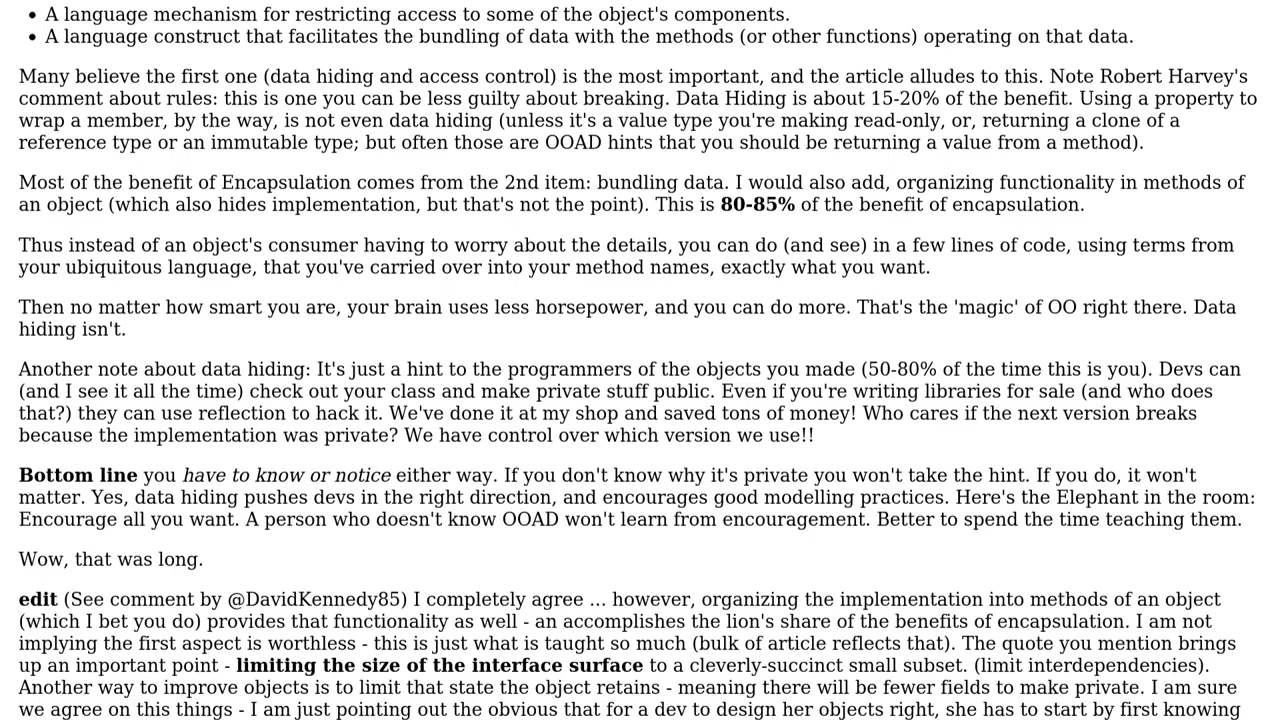 • A language mechanism for restricting access to some of the object's components.
• A language construct that facilitates the bundling of data with the methods (or other functions) operating on that data.
Many believe the first one (data hiding and access control) is the most important, and the article alludes to this. Note Robert Harvey's
comment about rules: this is one you can be less guilty about breaking. Data Hiding is about 15-20% of the benefit. Using a property to
wrap a member, by the way, is not even data hiding (unless it's a value type you're making read-only, or, returning a clone of a
reference type or an immutable type; but often those are OOAD hints that you should be returning a value from a method).
Most of the benefit of Encapsulation comes from the 2nd item: bundling data. I would also add, organizing functionality in methods of
an object (which also hides implementation, but that's not the point). This is 80-85% of the benefit of encapsulation.
Thus instead of an object's consumer having to worry about the details, you can do (and see) in a few lines of code, using terms from
your ubiquitous language, that you've carried over into your method names, exactly what you want.
Then no matter how smart you are, your brain uses less horsepower, and you can do more. That's the 'magic' of OO right there. Data
hiding isn't.
Another note about data hiding: It's just a hint to the programmers of the objects you made (50-80% of the time this is you). Devs can
(and I see it all the time) check out your class and make private stuff public. Even if you're writing libraries for sale (and who does
that?) they can use reflection to hack it. We've done it at my shop and saved tons of money! Who cares if the next version breaks
because the implementation was private? We have control over which version we use!!
Bottom line you have to know or notice either way. If you don't know why it's private you won't take the hint. If you do, it won't
matter. Yes, data hiding pushes devs in the right direction, and encourages good modelling practices. Here's the Elephant in the room:
Encourage all you want. A person who doesn't know OOAD won't learn from encouragement. Better to spend the time teaching them.
Wow, that was long.
edit (See comment by @DavidKennedy85) I completely agree ... however, organizing the implementation into methods of an object
(which I bet you do) provides that functionality as well - an accomplishes the lion's share of the benefits of encapsulation. I am not
implying the first aspect is worthless - this is just what is taught so much (bulk of article reflects that). The quote you mention brings
up an important point - limiting the size of the interface surface to a cleverly-succinct small subset. (limit interdependencies).
Another way to improve objects is to limit that state the object retains - meaning there will be fewer fields to make private. I am sure
we agree on this things - I am just pointing out the obvious that for a dev to design her objects right, she has to start by first knowing